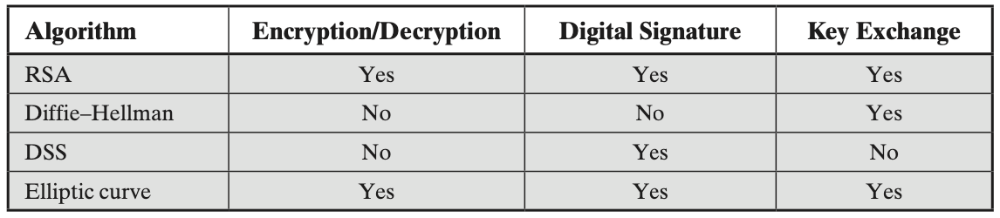 Algorithm Encryption/Decryption Digital Signature Key Exchange
RSA Yes Yes Yes
Diffie–Hellman No No Yes
DSS No Yes No
Elliptic curve Yes Yes Yes